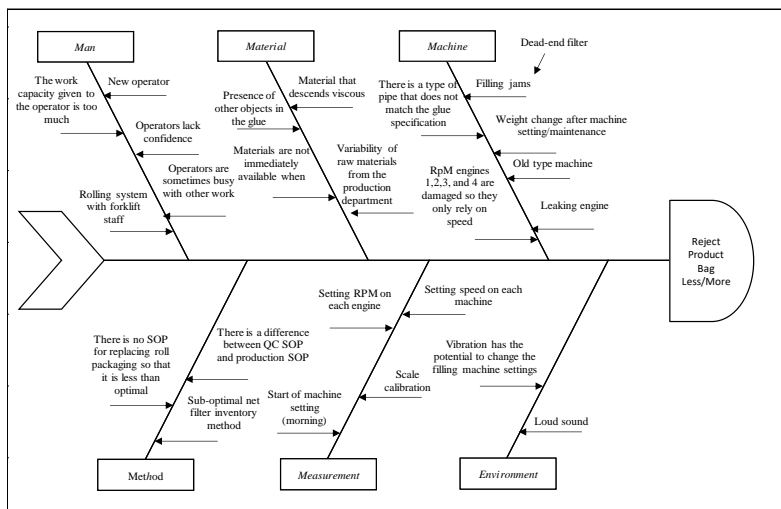 Man
Material
Machine
Dead-end filter
The work
capacity given to
the operator is too
much
New operator
Operators lack
confidence
Operators are
sometimes busy
with other work
Rolling system
with forklift
staff
Presence of
other objects in
the glue
Material that
descends viscous
Materials are not
immediately
available when
Variability of
raw materials
from the
production
department
There is a type of
pipe that does not
match the glue
specification
Filling jams
Weight change after machine
setting/maintenance
Old type machine
RpM engines
1,2,3, and 4 are
damaged so they
only rely on
speed
Leaking engine
Reject
Product
Bag
Less/More
There is no SOP
for replacing roll
packaging so that
it is less than
optimal
There is a difference
between QC SOP
and production SOP
Sub-optimal net
filter inventory
method
Setting RPM on
each engine
Setting speed on each
machine
Scale
calibration
Start of machine
setting
(morning)
Vibration has the
potential to change the
filling machine settings
Loud sound
Method
Measurement
Environment